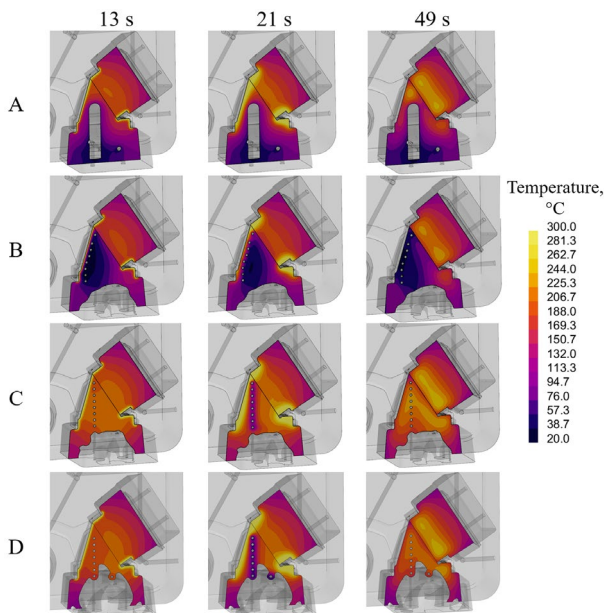 13 s 21 s 49 s
A
B
C
D
Temperature,
°C
300.0
281.3
262.7
244.0
225.3
206.7
188.0
169.3
150.7
132.0
113.3
94.7
76.0
57.3
38.7
20.0